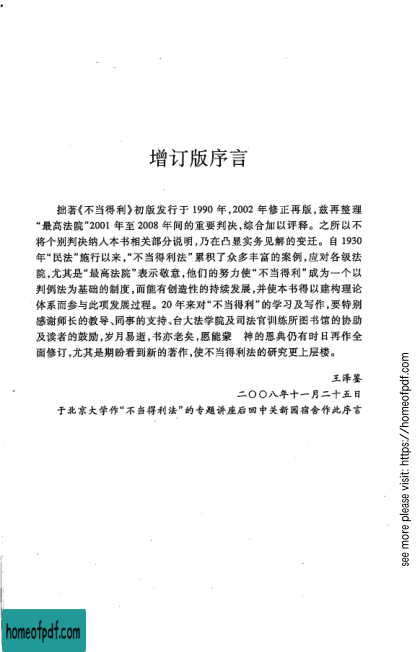 增订版序言
拙著《不当得利》初版发行于 1990 年,2002 年修正再版,兹再整理
“最高法院”2001 年至 2008 年间的重要判决,综合加以评释。之所以不
将个别判决纳入本书相关部分说明,乃在凸显实务见解的变迁。自 1930
年“民法”施行以来,“不当得利法”累积了众多丰富的案例,应对各级法
院,尤其是“最高法院”表示敬意,他们的努力使“不当得利”成为一个以
判例法为基础的制度,而能有创造性的持续发展,并使本书得以建构理论
体系而参与此项发展过程。20 年来对“不当得利”的学习及写作,要特别
感谢师长的教导、同事的支持、台大法学院及司法官训练所图书馆的协助
及读者的鼓励,岁月易逝,书亦老矣,愿能蒙 神的恩典仍有时日再作全
面修订,尤其是期盼看到新的著作,使不当得利法的研究更上层楼。
王泽鉴
二〇〇八年十一月二十五日
于北京大学作“不当得利法”的专题讲座后回中关新园宿舍作此序言
see more please visit: https://homeofpdf.com
homeofpdf.com